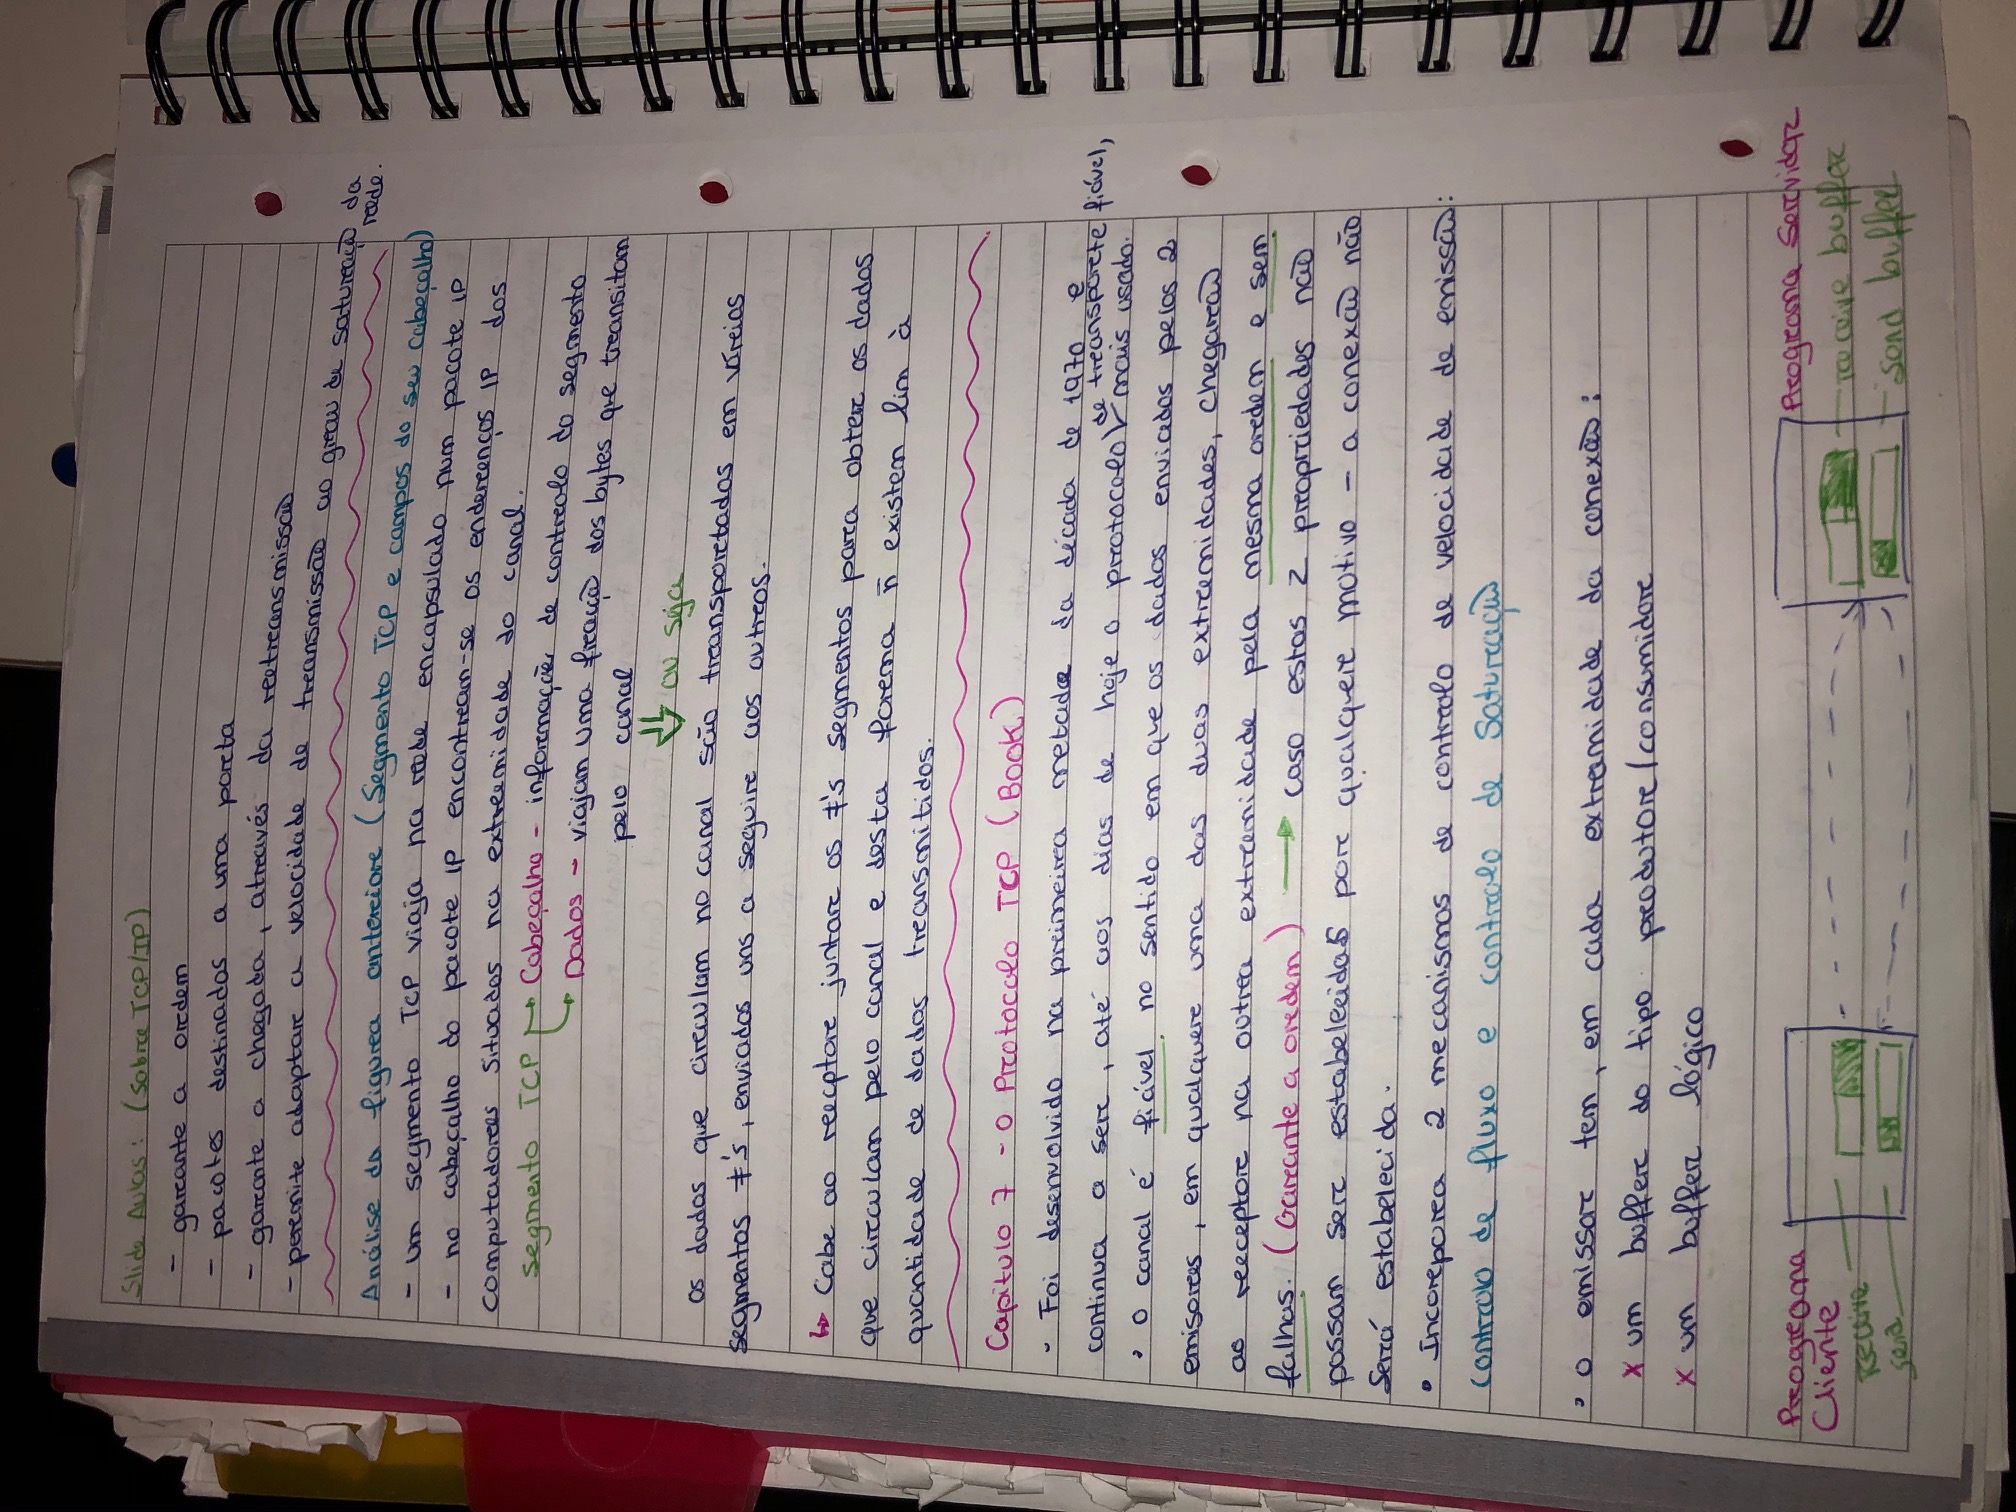 Slide Aulas: (Sobre TCP/IP)
- garante a ordem
- pacotes destinados a uma porta
- garante a chegada, através da retransmissão
- permite adaptar a velocidade de transmissão ao grau de saturação da rede.
Análise da figura anterior (Segmento TCP e campos do seu cabeçalho)
- um segmento TCP viaja na rede encapsulado num pacote IP
- no cabeçalho do pacote IP encontram-se os endereços IP dos
computadores situados na extremidade do canal.
Segmento TCP → Cabeçalho - informações de controlo do segmento
↳ Dados - viajam uma fracção dos bytes que transitam
pelo canal
⇓ ou seja
os dados que circulam no canal são transportados em vários
segmentos ≠'s, enviados uns a seguir aos outros.
↳ Cabe ao recptor juntar os ≠'s segmentos para obter os dados
que circulam pelo canal e desta forma n̄ existem lim à
quantidade de dados transmitidos.
Capitulo 7 - O Protocolo TCP (BOOK)
- Foi desenvolvido na primeira metade da década de 1970 e
continua a ser, até aos dias de hoje o protocolo de transporte fiável, mais usado.
• O canal é fiável no sentido em que os dados enviados pelos 2
emisores, em qualquer uma das duas extremidades, chegarão
ao receptor na outra extremidade pela mesma ordem e sem
falhas. (Garante a ordem) → caso estas 2 propriedades não
possam ser estabelecidas por qualquer motivo - a conexão não
Será estabelecida.
• Incorpora 2 mecanismos de controlo de velocidade de emissão:
controlo de fluxo e controlo de Saturação
• O emissor tem, em cada extramidade da conexão:
x um buffer do tipo produtor/consumidor
x um buffer lógico
Programa Cliente
Programa Servidor
Receive
receive buffer
Send
Send buffer